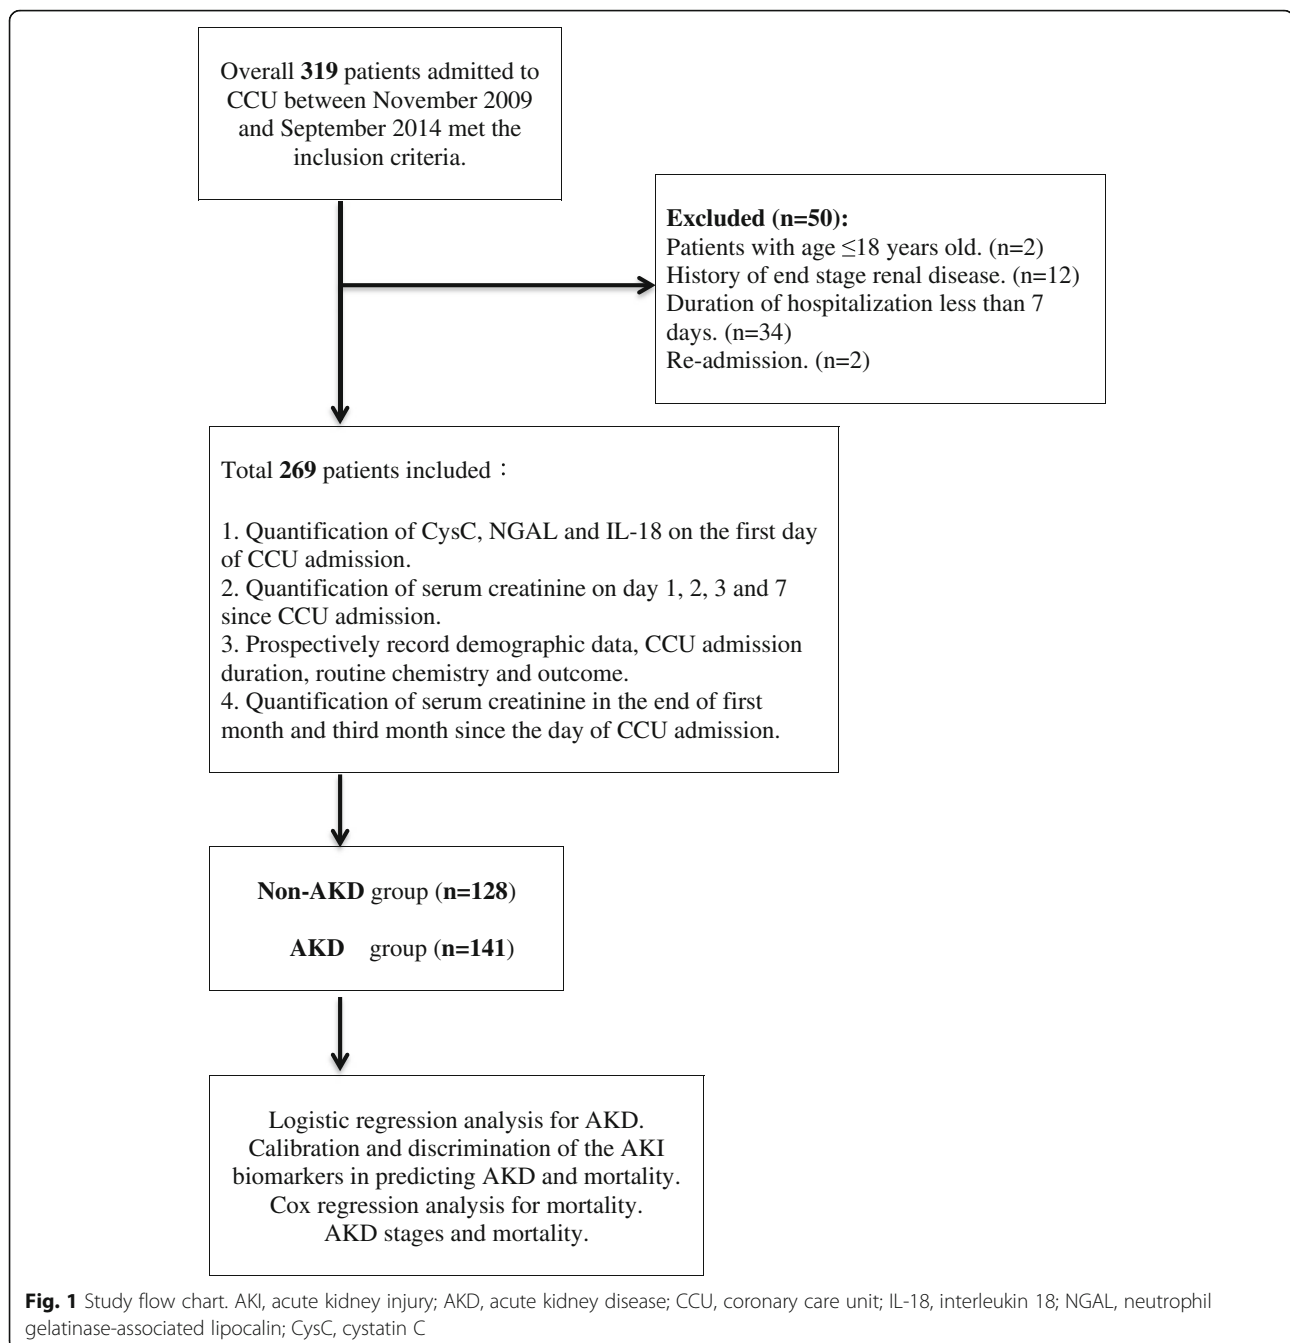 Overall 319 patients admitted to
CCU between November 2009
and September 2014 met the
inclusion criteria.
Excluded (n=50):
Patients with age ≤18 years old. (n=2)
History of end stage renal disease. (n=12)
Duration of hospitalization less than 7
days. (n=34)
Re-admission. (n=2)
Total 269 patients included：
1. Quantification of CysC, NGAL and IL-18 on the first day
of CCU admission.
2. Quantification of serum creatinine on day 1, 2, 3 and 7
since CCU admission.
3. Prospectively record demographic data, CCU admission
duration, routine chemistry and outcome.
4. Quantification of serum creatinine in the end of first
month and third month since the day of CCU admission.
Non-AKD group (n=128)
AKD group (n=141)
Logistic regression analysis for AKD.
Calibration and discrimination of the AKI
biomarkers in predicting AKD and mortality.
Cox regression analysis for mortality.
AKD stages and mortality.
Fig. 1 Study flow chart. AKI, acute kidney injury; AKD, acute kidney disease; CCU, coronary care unit; IL-18, interleukin 18; NGAL, neutrophil
gelatinase-associated lipocalin; CysC, cystatin C